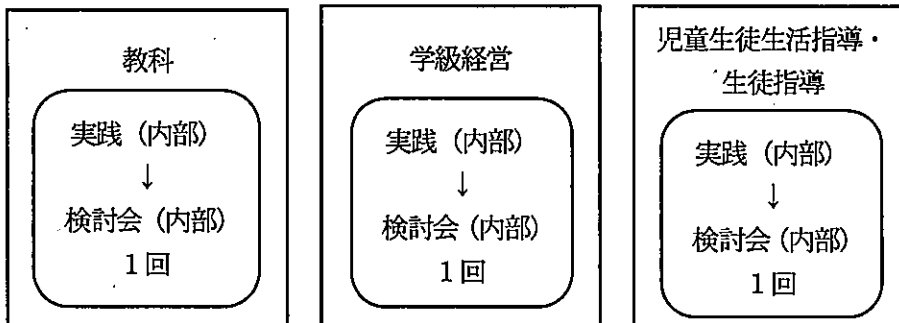 教科
実践（内部）
↓
検討会（内部）
1回
学級経営
実践（内部）
↓
検討会（内部）
1回
児童生徒生活指導・
生徒指導
実践（内部）
↓
検討会（内部）
1回